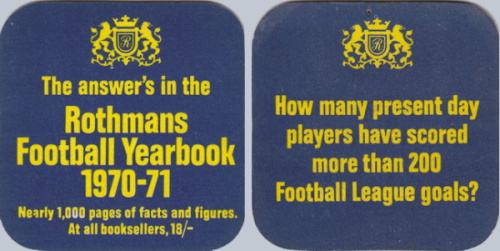 R
The answer's in the
Rothmans
Football Yearbook
1970-71
Nearly 1,000 pages of facts and figures.
At all booksellers, 18/-
R
How many present day
players have scored
more than 200
Football League goals?